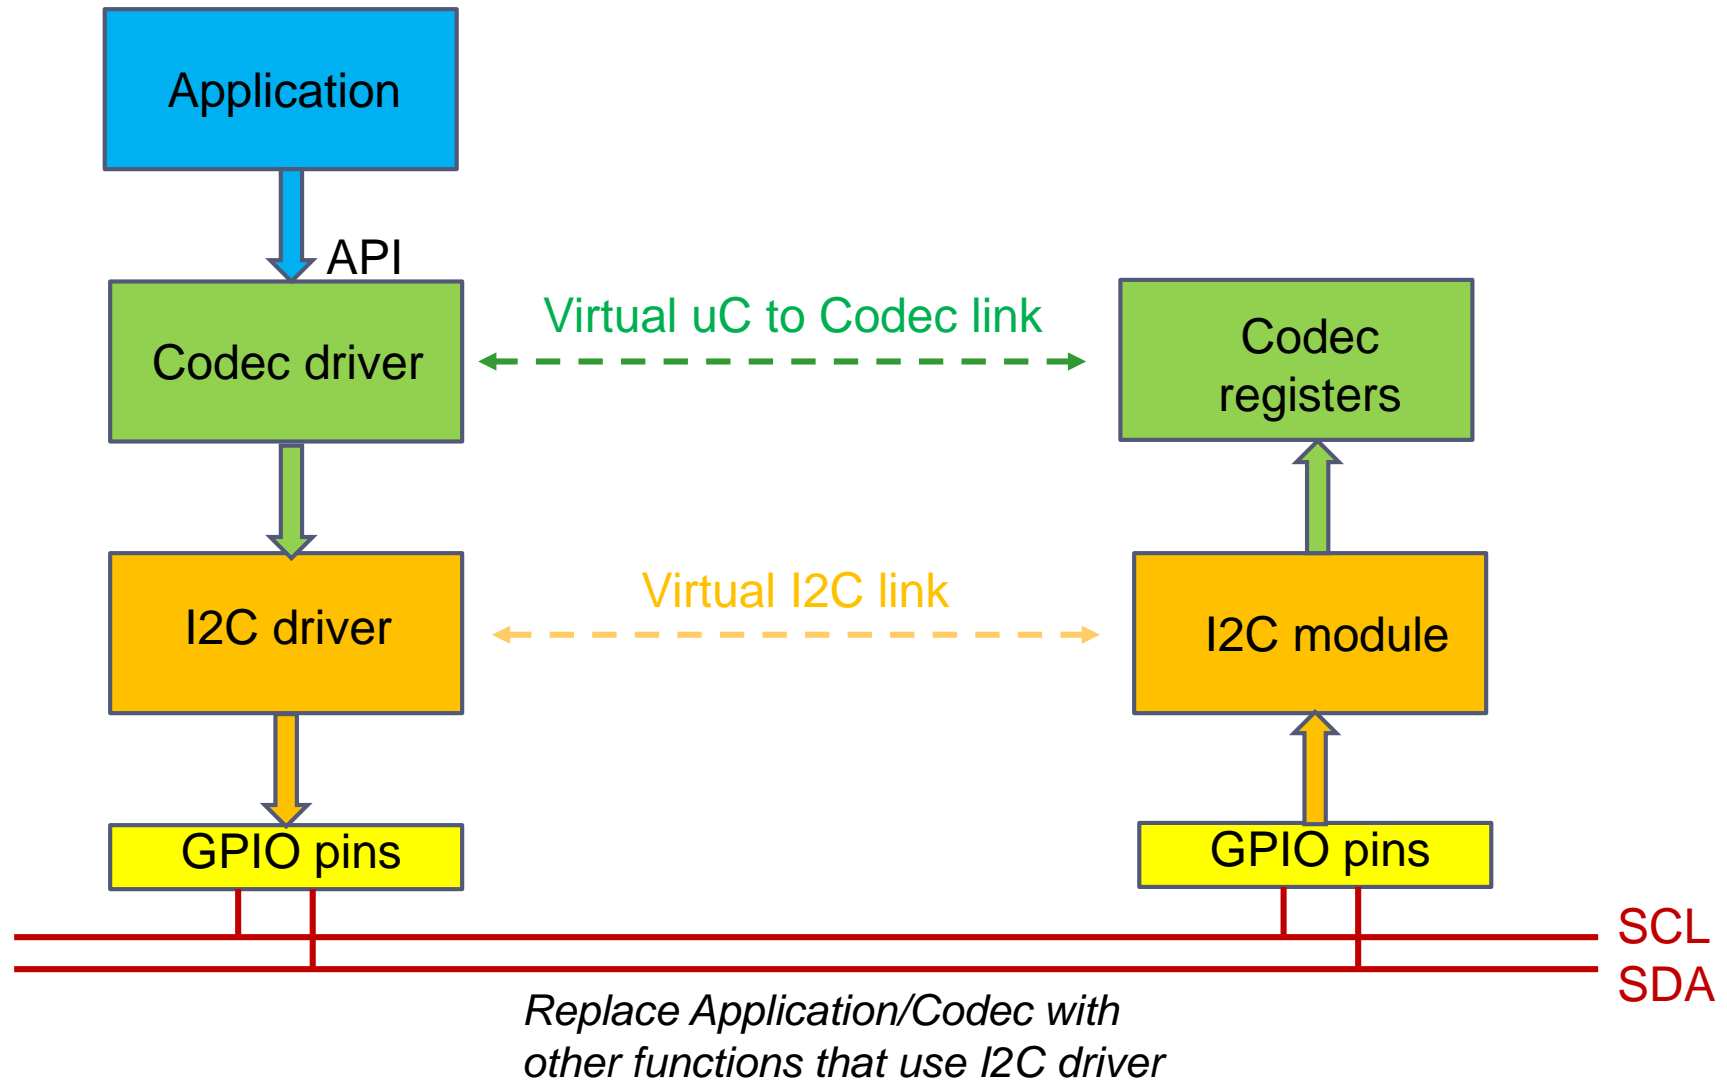 Application
API
Codec driver
Virtual uC to Codec link
Codec
registers
I2C driver
Virtual I2C link
I2C module
GPIO pins
GPIO pins
SCL
SDA
Replace Application/Codec with
other functions that use I2C driver